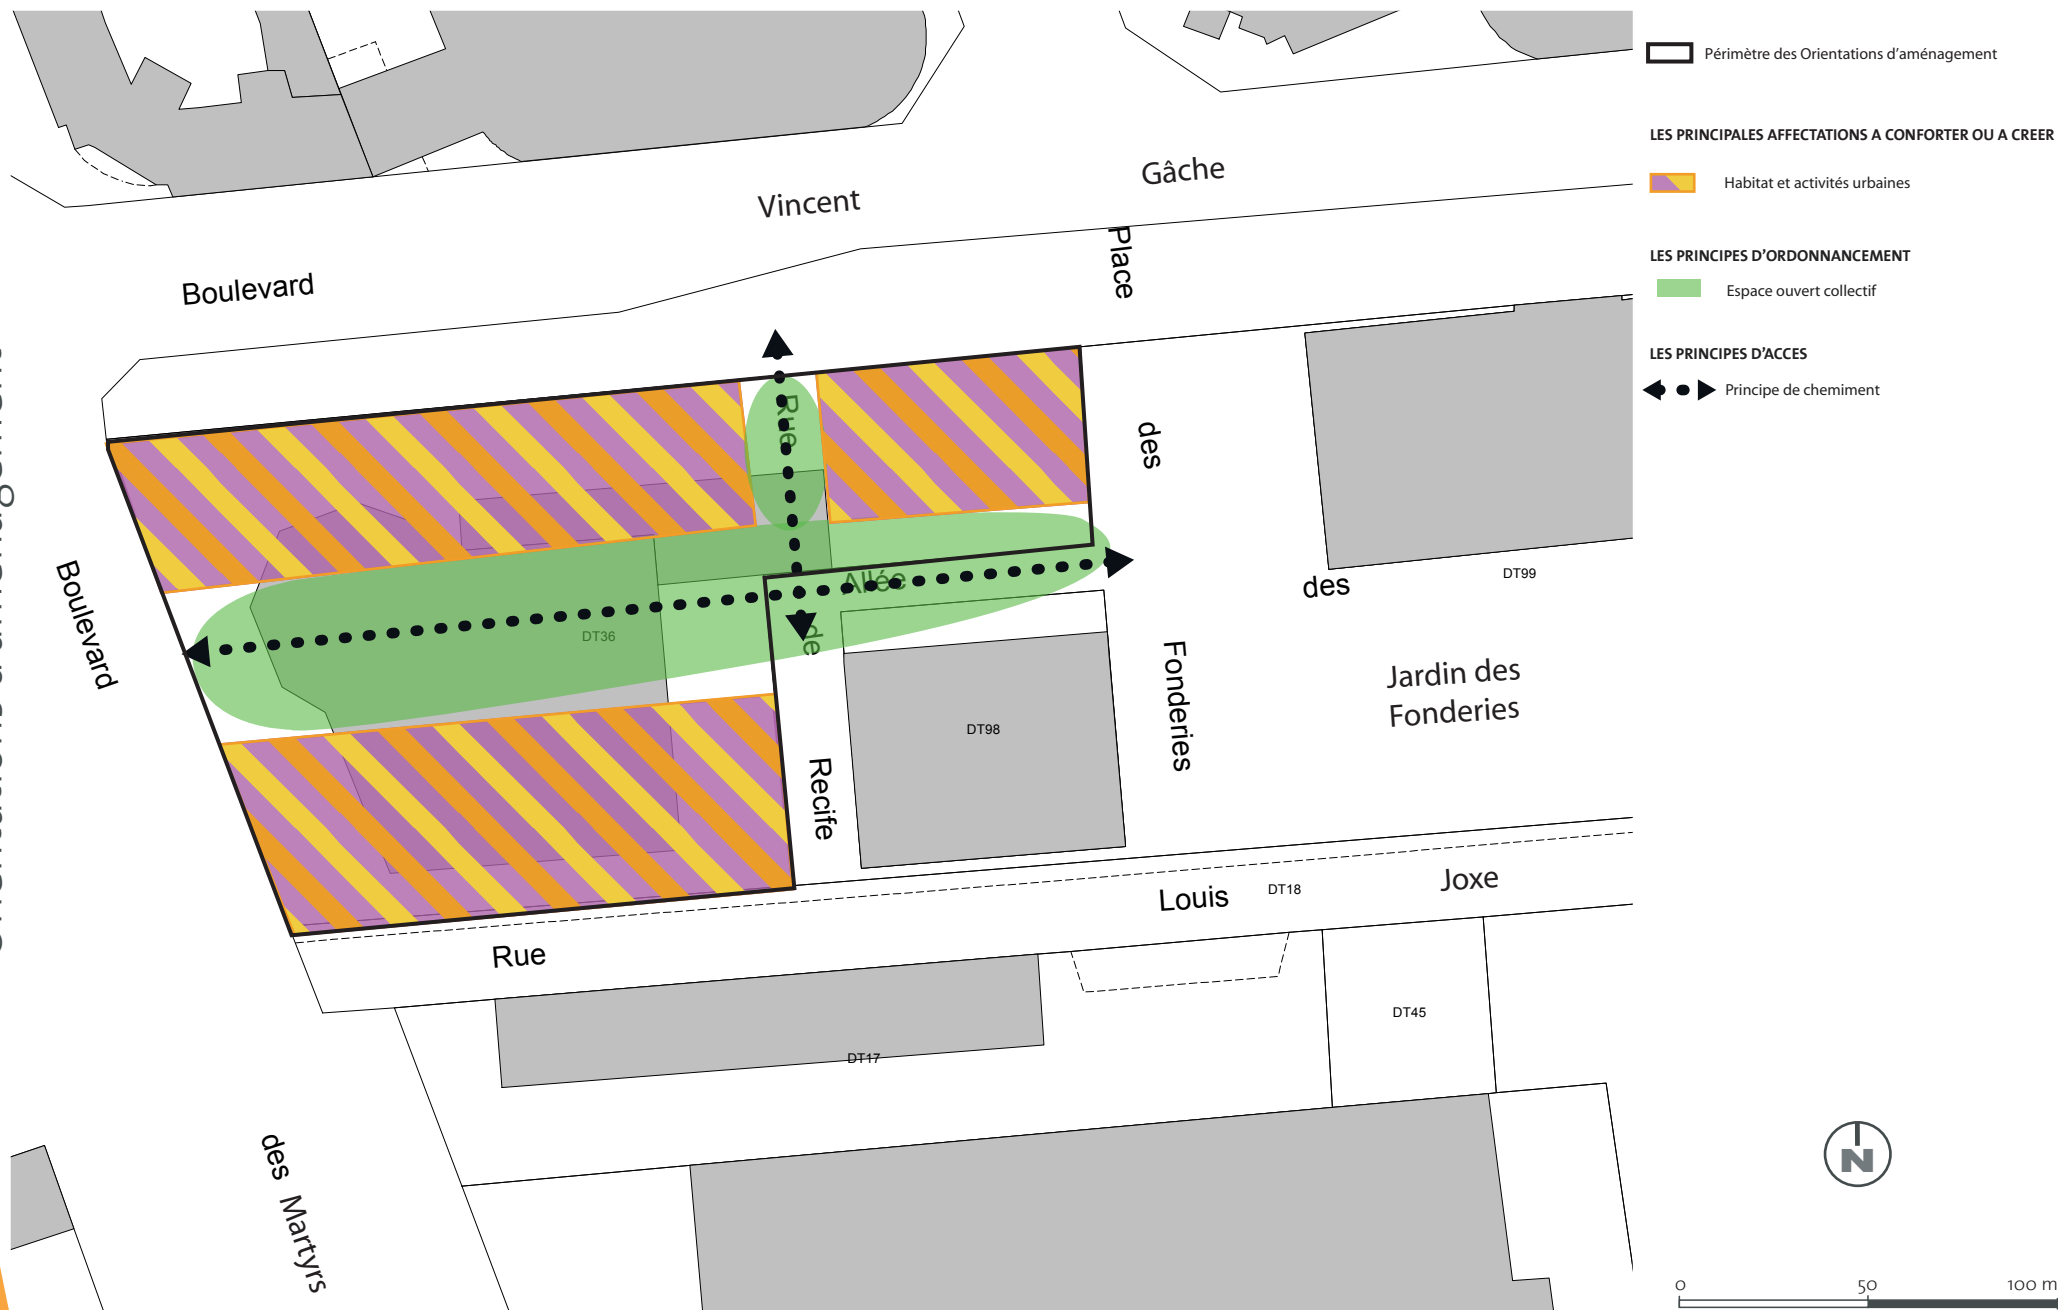 Périmètre des Orientations d'aménagement
LES PRINCIPALES AFFECTATIONS A CONFORTER OU A CREER
Habitat et activités urbaines
LES PRINCIPES D'ORDONNANCEMENT
Espace ouvert collectif
LES PRINCIPES D'ACCES
Principe de chemiment
Boulevard
Vincent
Gâche
Place
des
Fonderies
Rue
de
Recife
Allée
des
Jardin des
Fonderies
DT99
DT36
DT98
Boulevard
des Martyrs
Rue
Louis
DT18
Joxe
DT17
DT45
N
0 50 100 m